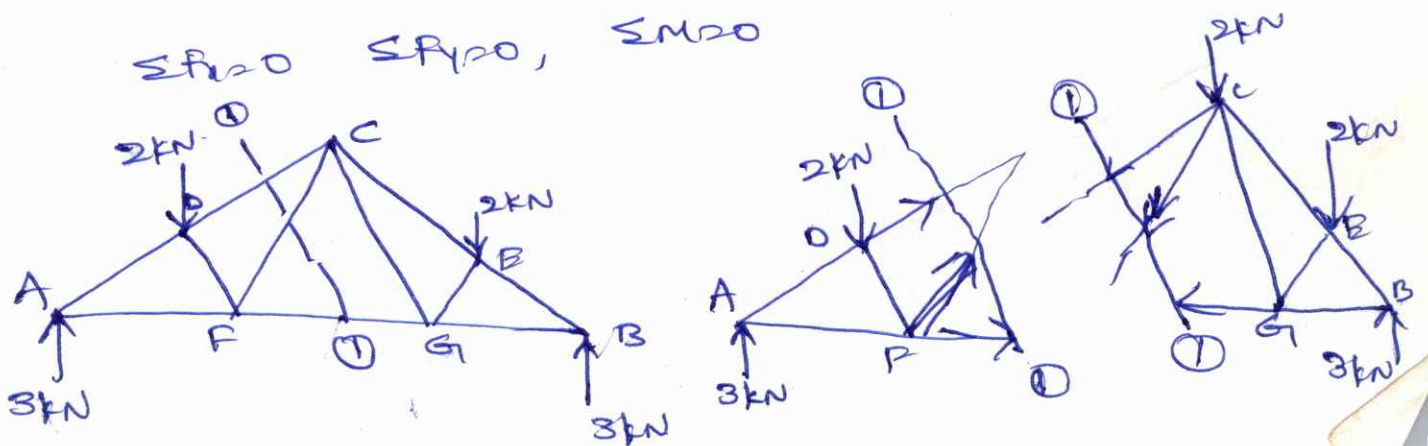 ΣFx=0 ΣFy=0, ΣM=0
① 2kN C
D 2kN
E
A F ① G B
3kN 3kN
①
2kN
D
A F ①
3kN
2kN
① C 2kN
E
① G B
3kN